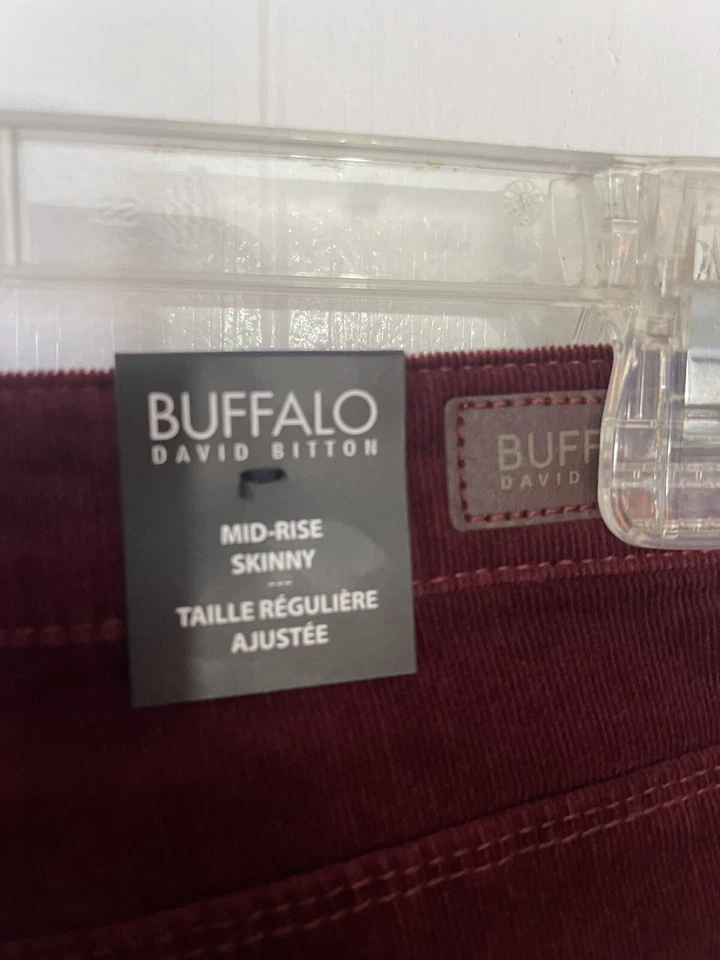 BUFFALO
DAVID BITTON
MID-RISE
SKINNY
---
TAILLE RÉGULIÈRE
AJUSTÉE
BUFF
DAVID